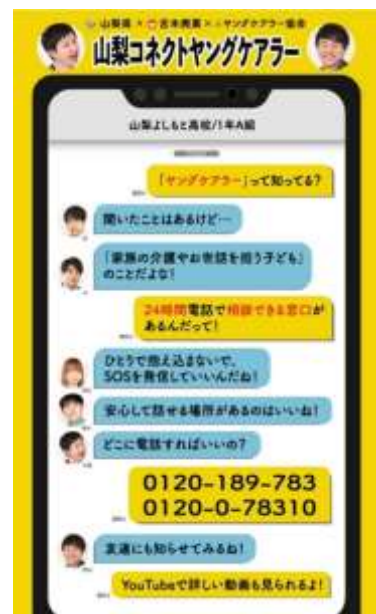 山梨県 × 吉本興業 × ヤングケアラー協会
山梨コネクトヤングケアラー
山梨よしもと高校/1年A組
「ヤングケアラー」って知ってる?
聞いたことはあるけど…
「家族の介護やお世話を担う子ども」
のことだよな!
24時間電話で相談できる窓口が
あるんだって!
ひとりで抱え込まないで、
SOSを発信していいんだね!
安心して話せる場所があるのはいいね!
どこに電話すればいいの?
0120-189-783
0120-0-78310
友達にも知らせてみるね!
YouTubeで詳しい動画も見られるよ!